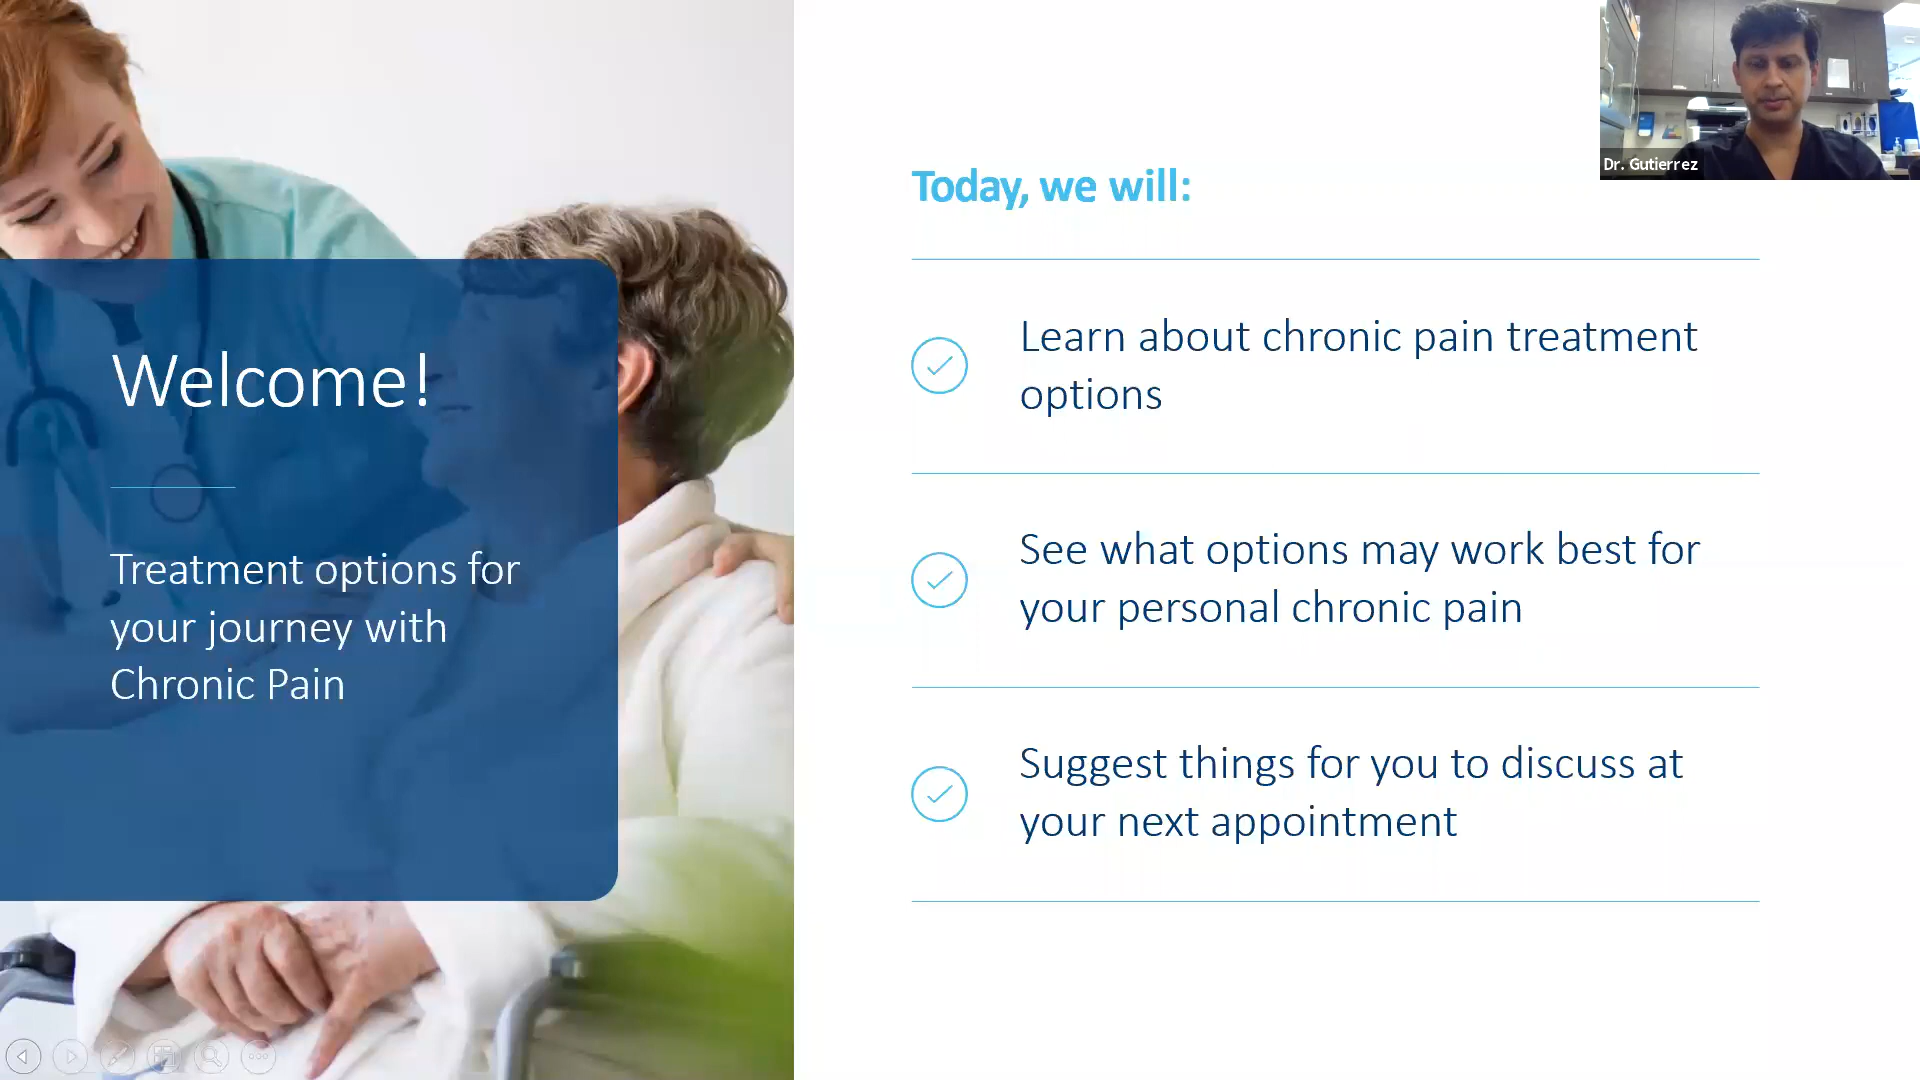 Welcome!
Treatment options for
your journey with
Chronic Pain
Today, we will:
Learn about chronic pain treatment
options
See what options may work best for
your personal chronic pain
Suggest things for you to discuss at
your next appointment
Dr. Gutierrez